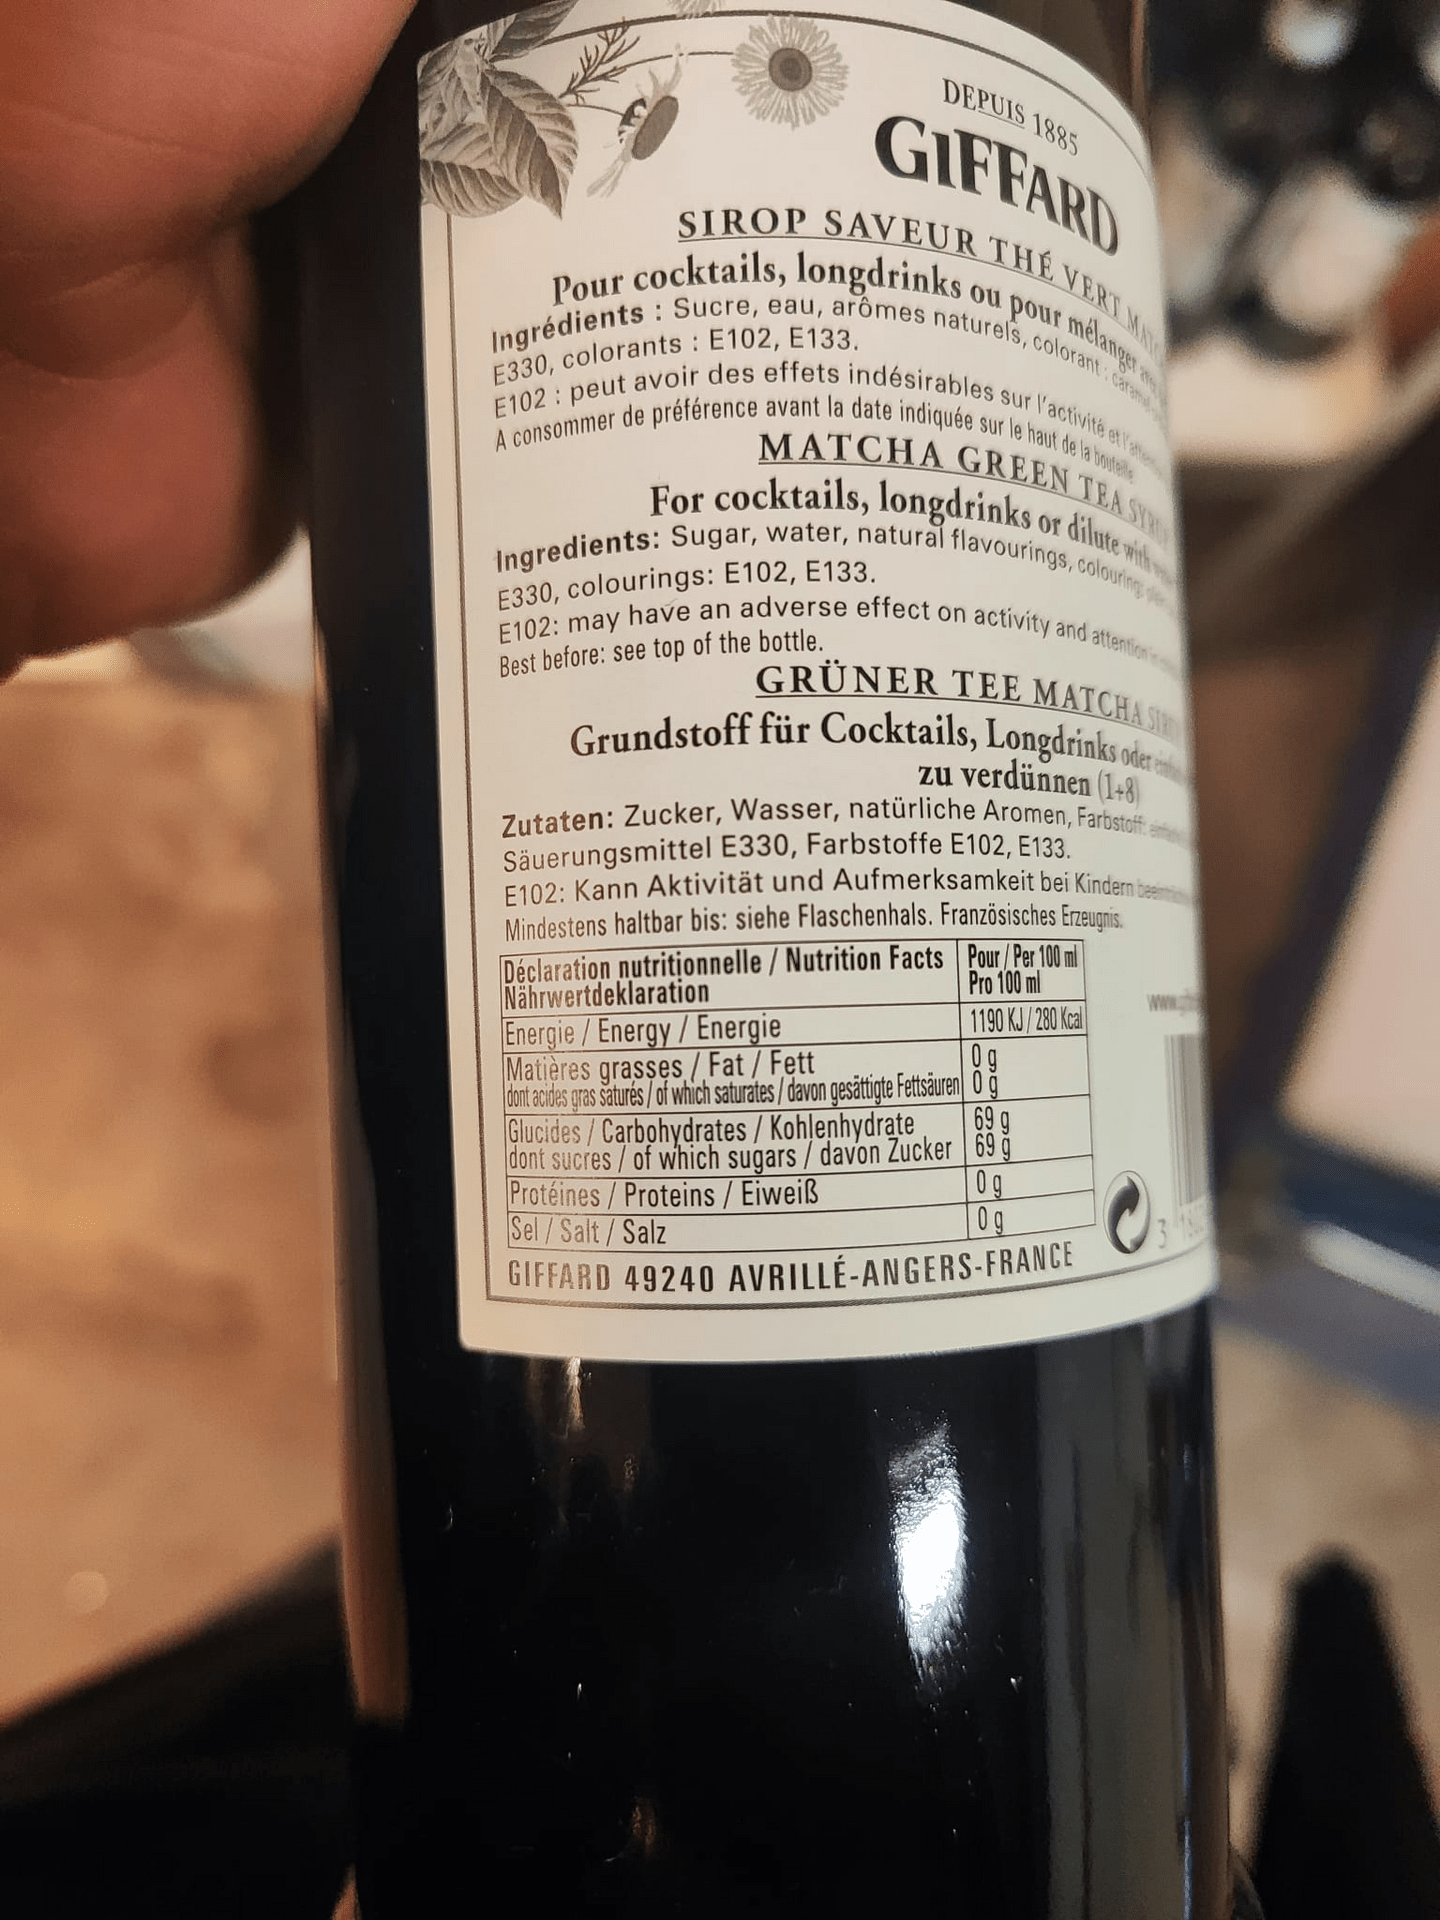 DEPUIS 1885
GIFFARD
SIROP SAVEUR THÉ VERT
Pour cocktails, longdrinks ou pour mélanger
Ingrédients : Sucre, eau, arômes naturels, colorant : caramel
E330, colorants : E102, E133.
E102 : peut avoir des effets indésirables sur l'activité et
A consommer de préférence avant la date indiquée sur le haut de la bouteille
MATCHA GREEN TEA
For cocktails, longdrinks or dilute with
Ingredients: Sugar, water, natural flavourings, colouring:
E330, colourings: E102, E133.
E102: may have an adverse effect on activity and attention
Best before: see top of the bottle.
GRÜNER TEE MATCHA
Grundstoff für Cocktails, Longdrinks oder
zu verdünnen (1+8)
Zutaten: Zucker, Wasser, natürliche Aromen, Farbstoff:
Säuerungsmittel E330, Farbstoffe E102, E133.
E102: Kann Aktivität und Aufmerksamkeit bei Kindern
Mindestens haltbar bis: siehe Flaschenhals. Französisches Erzeugnis.
Déclaration nutritionnelle / Nutrition Facts Pour / Per 100 ml
Nährwertdeklaration Pro 100 ml
Energie / Energy / Energie 1190 KJ / 280 Kcal
Matières grasses / Fat / Fett 0 g
dont acides gras saturés / of which saturates / davon gesättigte Fettsäuren 0 g
Glucides / Carbohydrates / Kohlenhydrate 69 g
dont sucres / of which sugars / davon Zucker 69 g
Protéines / Proteins / Eiweiß 0 g
Sel / Salt / Salz 0 g
GIFFARD 49240 AVRILLÉ-ANGERS-FRANCE